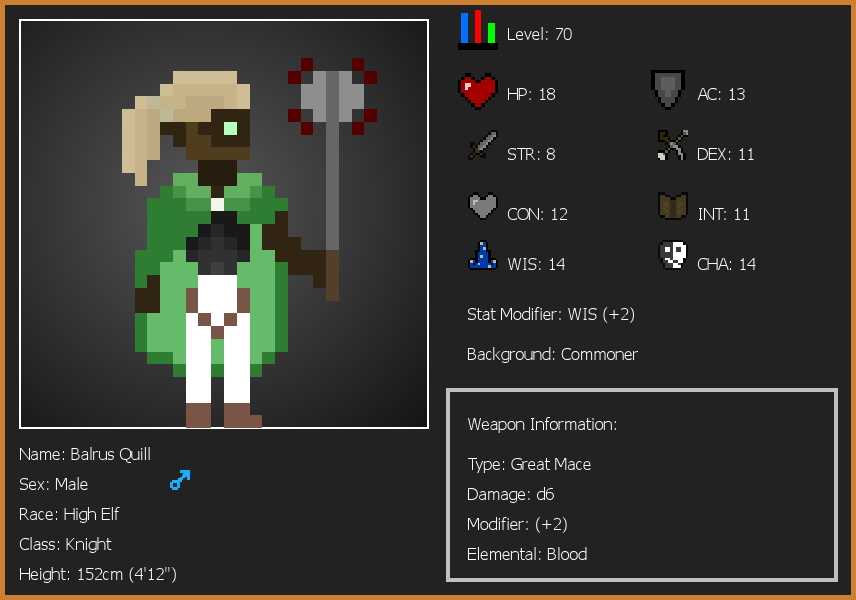 Level: 70
HP: 18
AC: 13
STR: 8
DEX: 11
CON: 12
INT: 11
WIS: 14
CHA: 14
Stat Modifier: WIS (+2)
Background: Commoner
Weapon Information:
Type: Great Mace
Damage: d6
Modifier: (+2)
Elemental: Blood
Name: Balrus Quill
Sex: Male
Race: High Elf
Class: Knight
Height: 152cm (4'12")